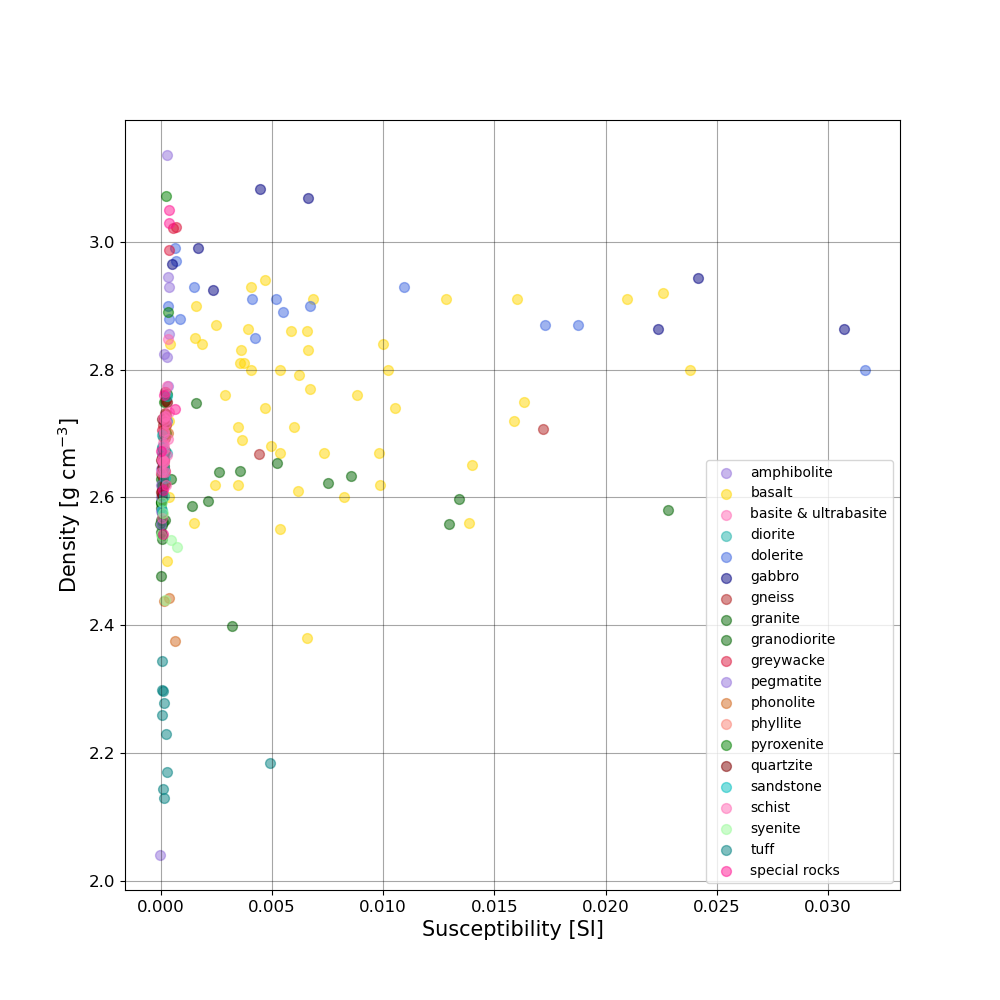 3.0
2.8
2.6
2.4
2.2
2.0
Density [g cm⁻³]
amphibolite
basalt
basite & ultrabasite
diorite
dolerite
gabbro
gneiss
granite
granodiorite
greywacke
pegmatite
phonolite
phyllite
pyroxenite
quartzite
sandstone
schist
syenite
tuff
special rocks
0.000 0.005 0.010 0.015 0.020 0.025 0.030
Susceptibility [SI]